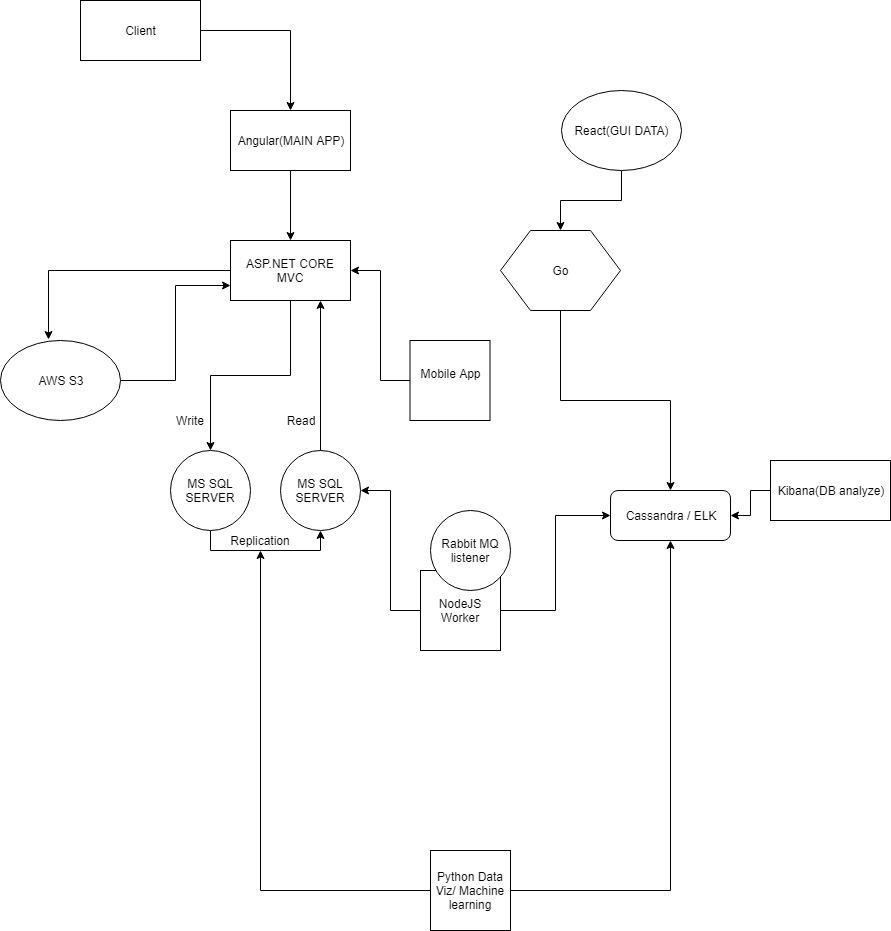 Client
Angular(MAIN APP)
React(GUI DATA)
ASP.NET CORE
MVC
Go
AWS S3
Mobile App
Write
Read
MS SQL
SERVER
MS SQL
SERVER
Kibana(DB analyze)
Cassandra / ELK
Replication
Rabbit MQ
listener
NodeJS
Worker
Python Data
Viz/ Machine
learning